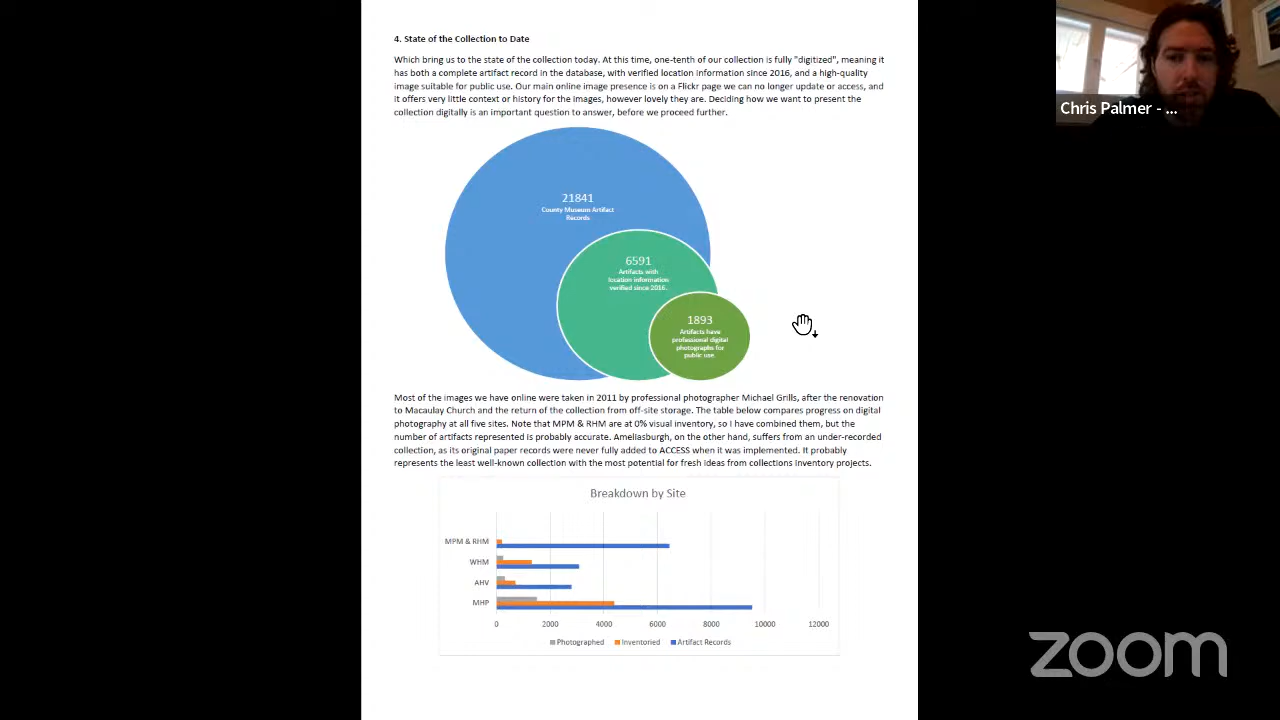 4. State of the Collection to Date
Which bring us to the state of the collection today. At this time, one-tenth of our collection is fully "digitized", meaning it
has both a complete artifact record in the database, with verified location information since 2016, and a high-quality
image suitable for public use. Our main online image presence is on a Flickr page we can no longer update or access, and
it offers very little context or history for the images, however lovely they are. Deciding how we want to present the
collection digitally is an important question to answer, before we proceed further.
21841
County Museum Artifact
Records
6591
Artifacts with
location information
verified since 2016.
1893
Artifacts have
professional digital
photographs for
public use.
Most of the images we have online were taken in 2011 by professional photographer Michael Grills, after the renovation
to Macaulay Church and the return of the collection from off-site storage. The table below compares progress on digital
photography at all five sites. Note that MPM & RHM are at 0% visual inventory, so I have combined them, but the
number of artifacts represented is probably accurate. Ameliasburgh, on the other hand, suffers from an under-recorded
collection, as its original paper records were never fully added to ACCESS when it was implemented. It probably
represents the least well-known collection with the most potential for fresh ideas from collections inventory projects.
Breakdown by Site
MPM & RHM
WHM
AHV
MHP
0 2000 4000 6000 8000 10000 12000
Photographed Inventoried Artifact Records
Chris Palmer - ...
zoom